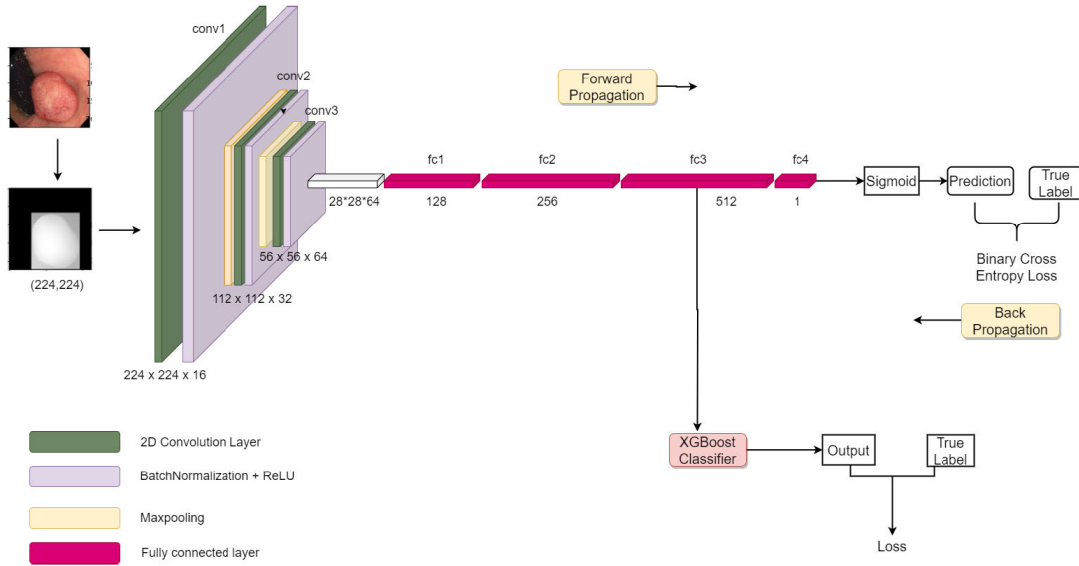 conv1
conv2
conv3
Forward
Propagation
fc1
fc2
fc3
fc4
28*28*64
128
256
512
1
Sigmoid
Prediction
True
Label
Binary Cross
Entropy Loss
56 x 56 x 64
(224,224)
112 x 112 x 32
Back
Propagation
224 x 224 x 16
2D Convolution Layer
BatchNormalization + ReLU
Maxpooling
Fully connected layer
XGBoost
Classifier
Output
True
Label
Loss